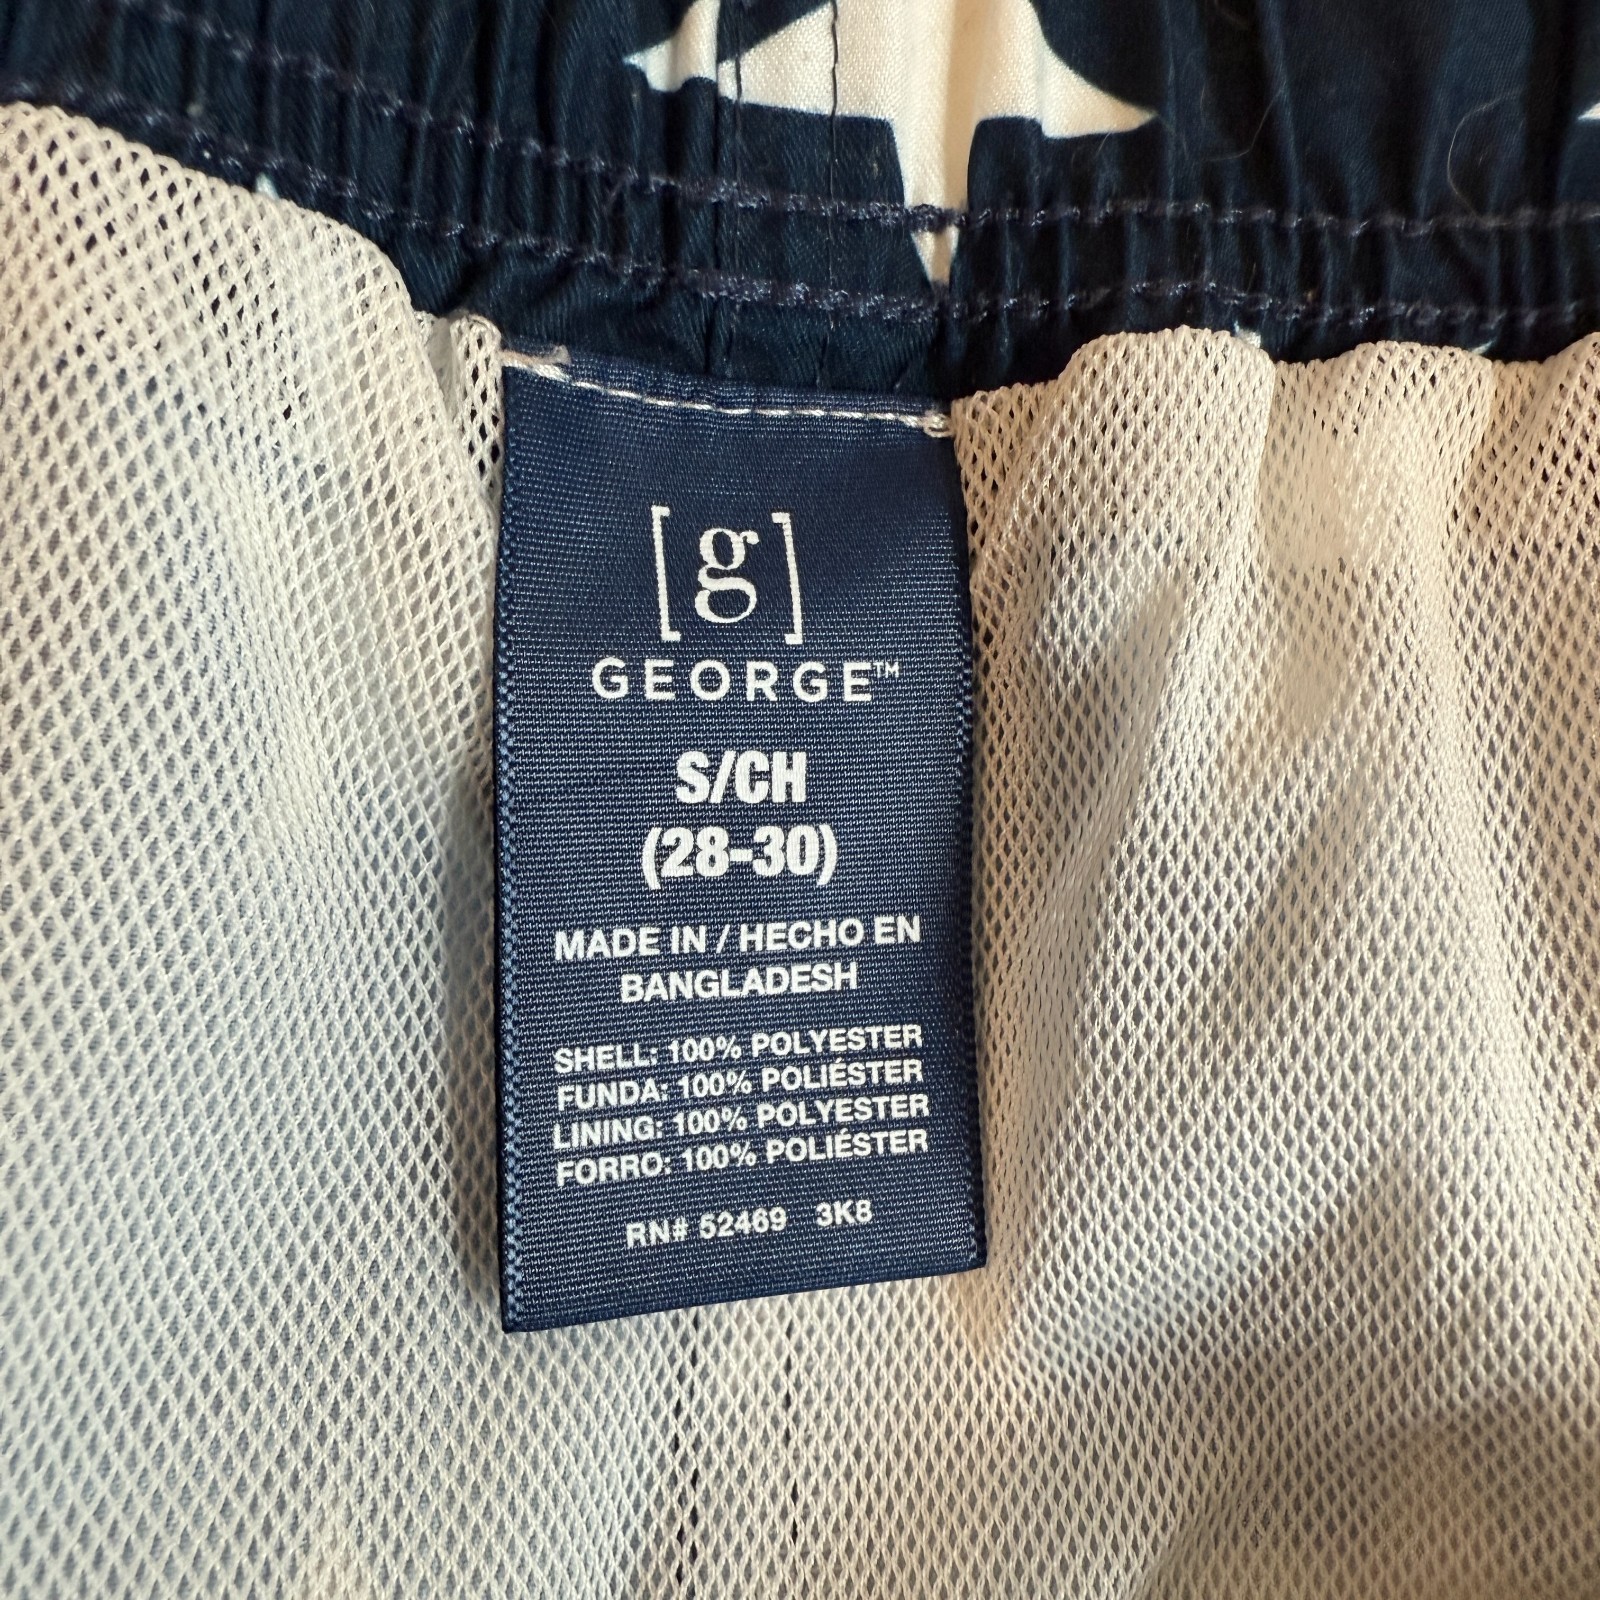 [g]
GEORGE™
S/CH
(28-30)
MADE IN / HECHO EN
BANGLADESH
SHELL: 100% POLYESTER
FUNDA: 100% POLIÉSTER
LINING: 100% POLYESTER
FORRO: 100% POLIÉSTER
RN# 52469 3K8